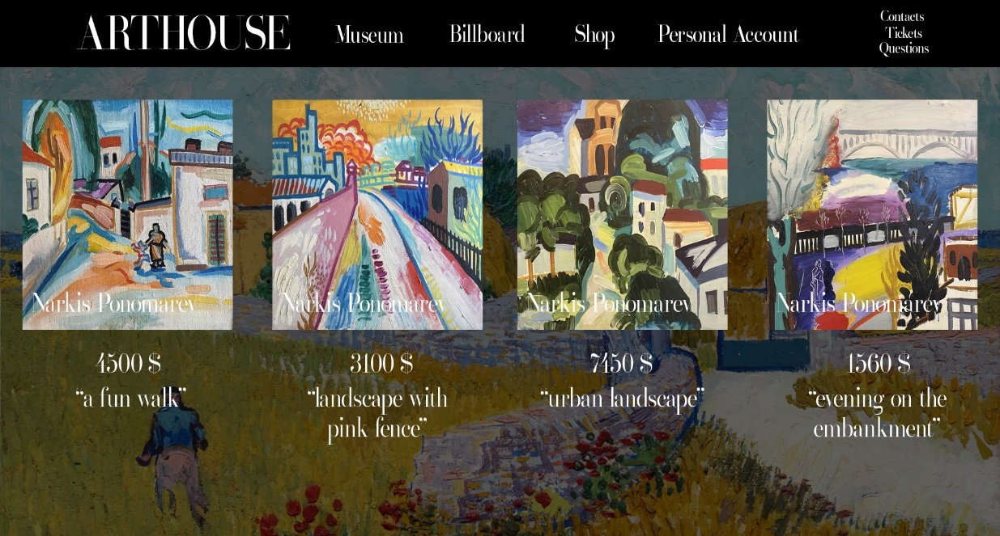 ARTHOUSE
Museum
Billboard
Shop
Personal Account
Contacts
Tickets
Questions
Narkis Ponomarev
Narkis Ponomarev
Narkis Ponomarev
Narkis Ponomarev
4500 $
3100 $
7450 $
1560 $
“a fun walk”
“landscape with
pink fence”
“urban landscape”
“evening on the
embankment”